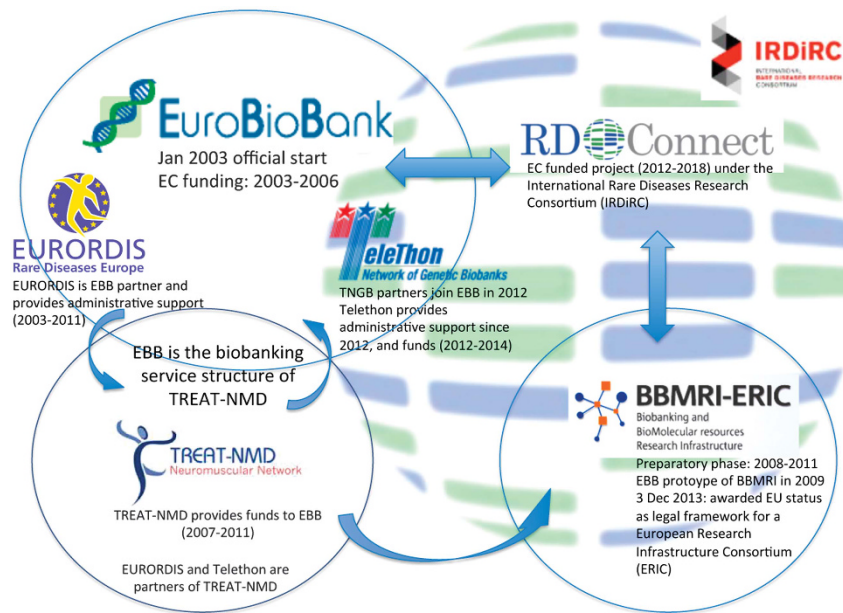 IRDiRC
INTERNATIONAL
RARE DISEASES RESEARCH
CONSORTIUM
EUROBIOBANK
Jan 2003 official start
EC funding: 2003-2006
RD Connect
EC funded project (2012-2018) under the
International Rare Diseases Research
Consortium (IRDiRC)
EURORDIS
Rare Diseases Europe
EURORDIS is EBB partner and
provides administrative support
(2003-2011)
TeleThon
Network of Genetic Biobanks
TNGB partners join EBB in 2012
Telethon provides
administrative support since
2012, and funds (2012-2014)
EBB is the biobanking
service structure of
TREAT-NMD
TREAT-NMD
Neuromuscular Network
TREAT-NMD provides funds to EBB
(2007-2011)
EURORDIS and Telethon are
partners of TREAT-NMD
BBMRI-ERIC
Biobanking and
BioMolecular resources
Research Infrastructure
Preparatory phase: 2008-2011
EBB protoype of BBMRI in 2009
3 Dec 2013: awarded EU status
as legal framework for a
European Research
Infrastructure Consortium
(ERIC)